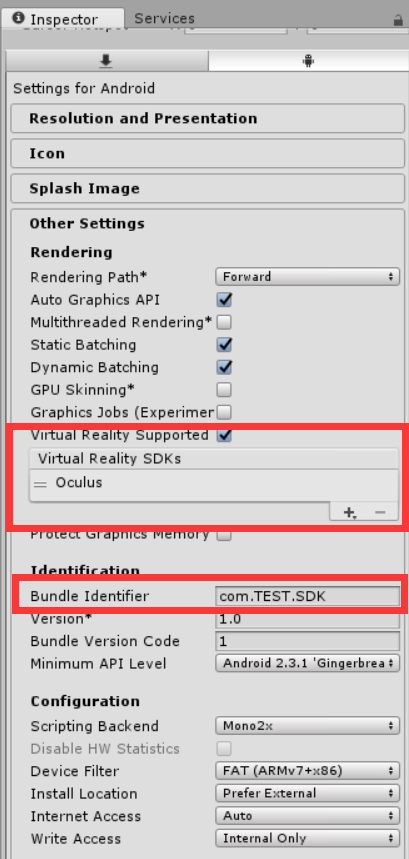 Inspector Services
Settings for Android
Resolution and Presentation
Icon
Splash Image
Other Settings
Rendering
Rendering Path* Forward
Auto Graphics API
Multithreaded Rendering*
Static Batching
Dynamic Batching
GPU Skinning*
Graphics Jobs (Experimer
Virtual Reality Supported
Virtual Reality SDKs
Oculus
Protect Graphics Memory
Identification
Bundle Identifier com.TEST.SDK
Version* 1.0
Bundle Version Code 1
Minimum API Level Android 2.3.1 'Gingerbrea
Configuration
Scripting Backend Mono2x
Disable HW Statistics
Device Filter FAT (ARMv7+x86)
Install Location Prefer External
Internet Access Auto
Write Access Internal Only